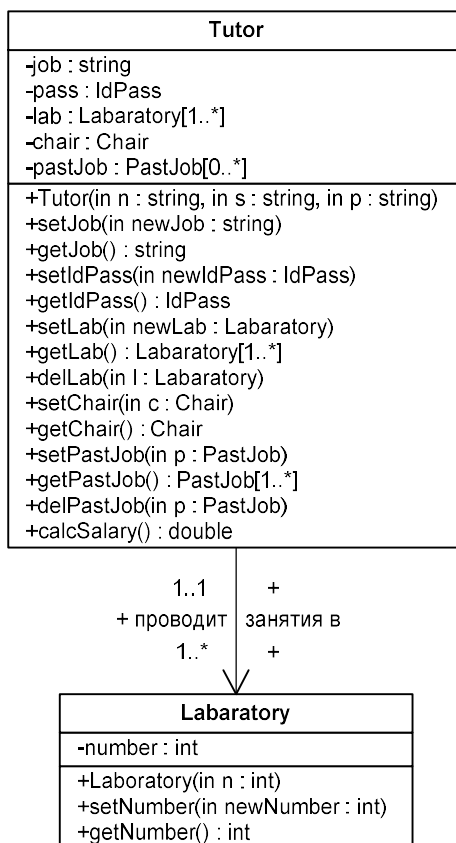 Tutor
-job : string
-pass : IdPass
-lab : Labaratory[1..*]
-chair : Chair
-pastJob : PastJob[0..*]
+Tutor(in n : string, in s : string, in p : string)
+setJob(in newJob : string)
+getJob() : string
+setIdPass(in newIdPass : IdPass)
+getIdPass() : IdPass
+setLab(in newLab : Labaratory)
+getLab() : Labaratory[1..*]
+delLab(in l : Labaratory)
+setChair(in c : Chair)
+getChair() : Chair
+setPastJob(in p : PastJob)
+getPastJob() : PastJob[1..*]
+delPastJob(in p : PastJob)
+calcSalary() : double
1..1 +
+ проводит занятия в
1..* +
Labaratory
-number : int
+Laboratory(in n : int)
+setNumber(in newNumber : int)
+getNumber() : int